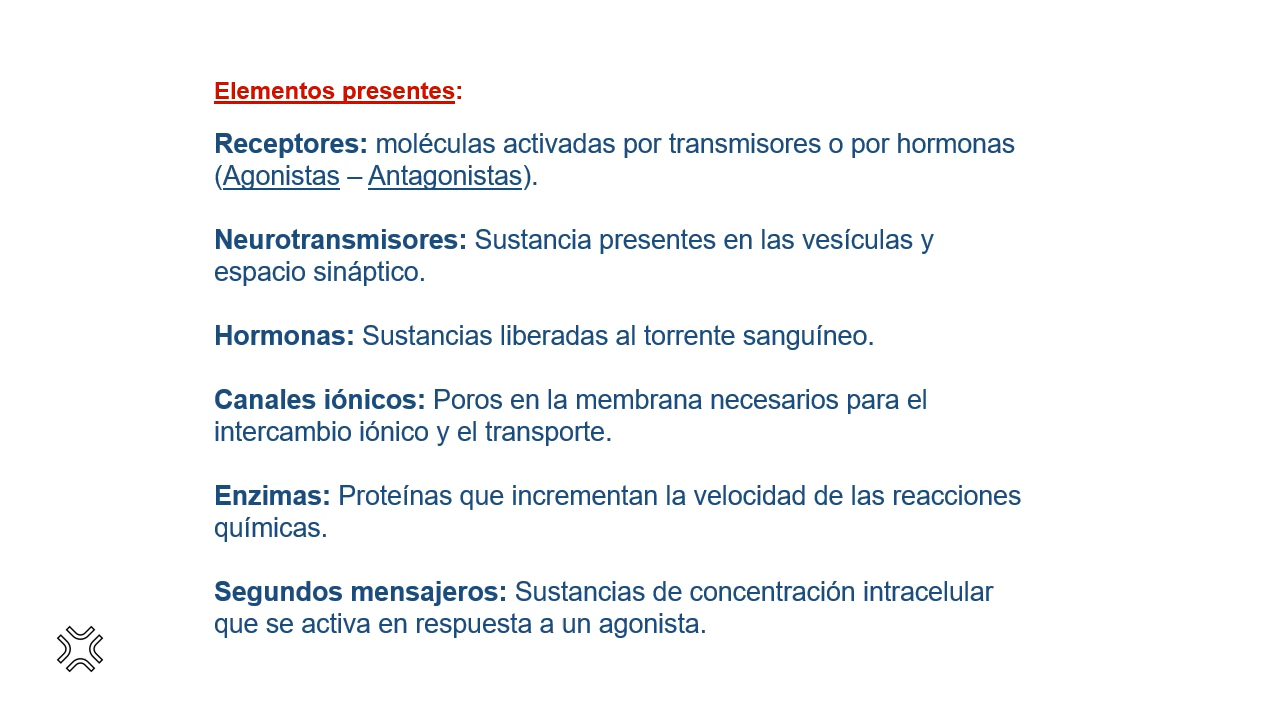 Elementos presentes:
Receptores: moléculas activadas por transmisores o por hormonas
(Agonistas – Antagonistas).
Neurotransmisores: Sustancia presentes en las vesículas y
espacio sináptico.
Hormonas: Sustancias liberadas al torrente sanguíneo.
Canales iónicos: Poros en la membrana necesarios para el
intercambio iónico y el transporte.
Enzimas: Proteínas que incrementan la velocidad de las reacciones
químicas.
Segundos mensajeros: Sustancias de concentración intracelular
que se activa en respuesta a un agonista.